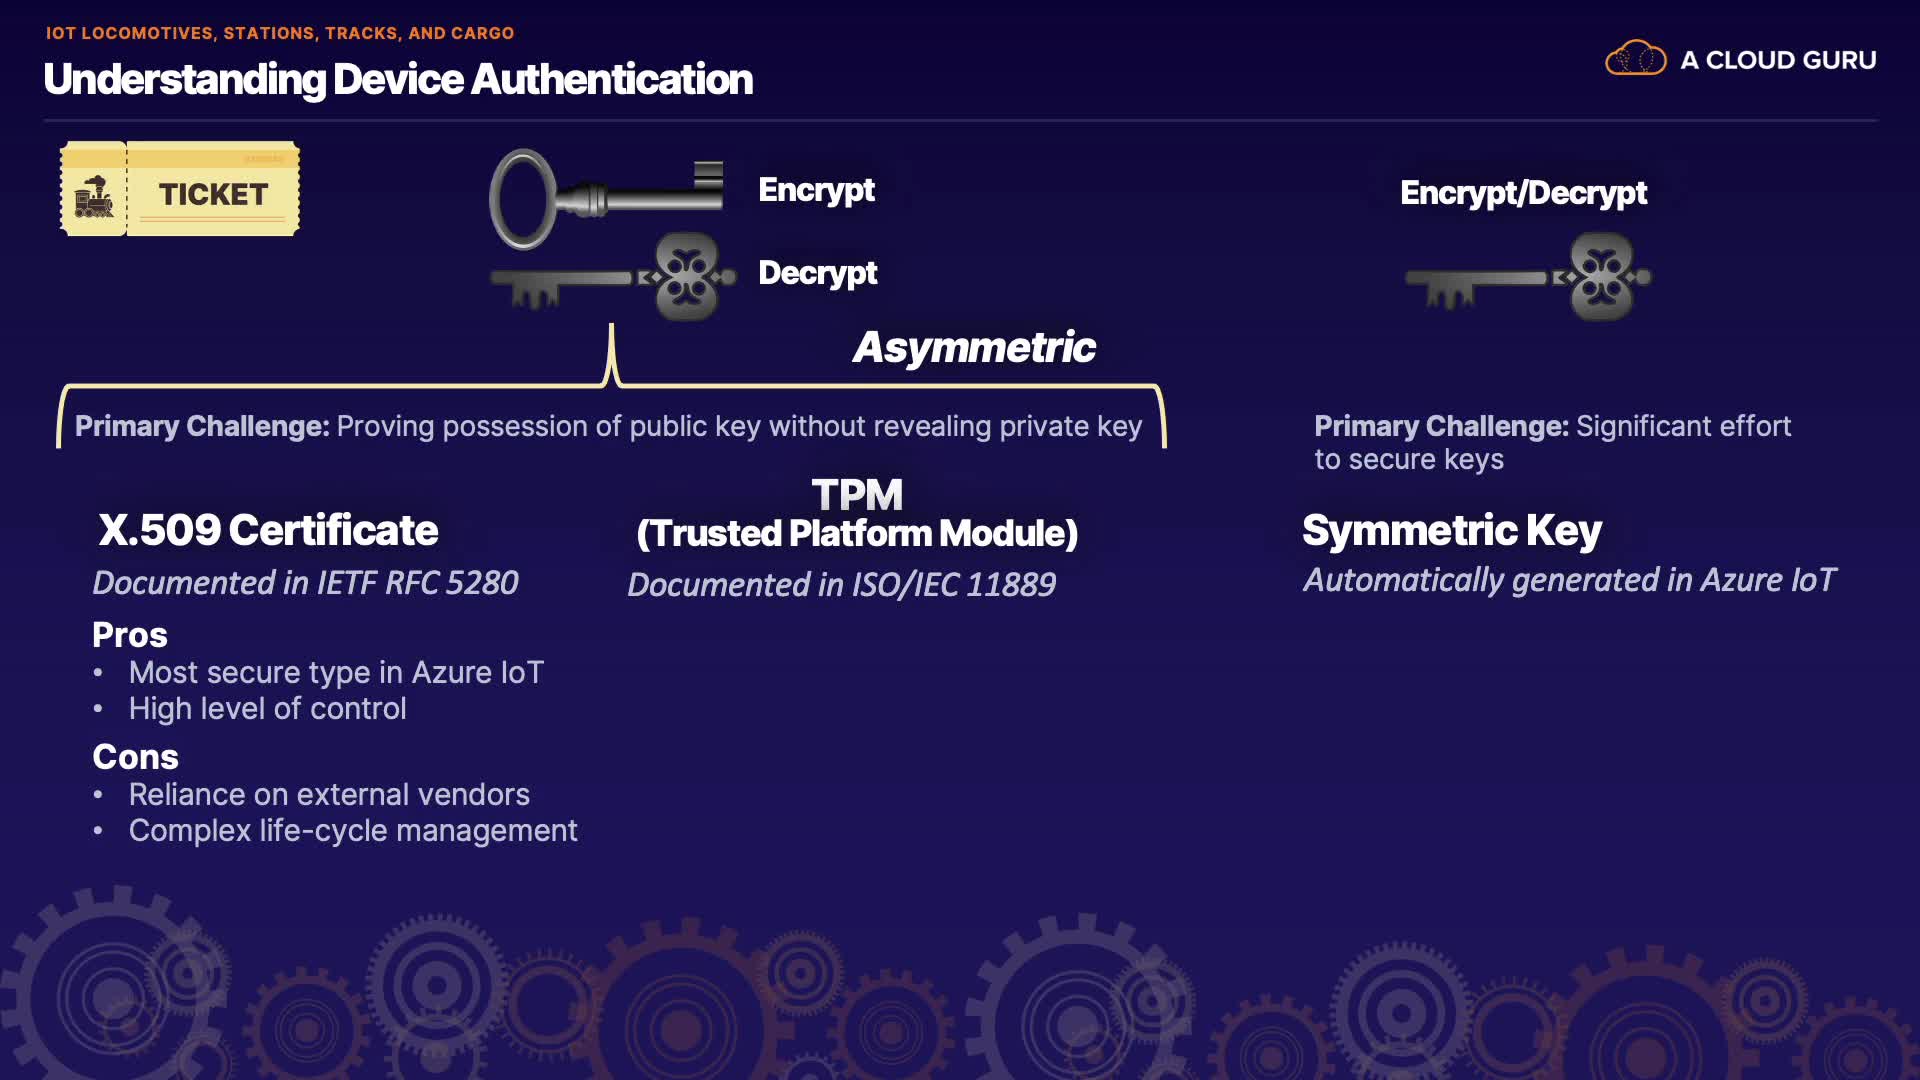 IOT LOCOMOTIVES, STATIONS, TRACKS, AND CARGO
Understanding Device Authentication
A CLOUD GURU
TICKET
Encrypt
Decrypt
Encrypt/Decrypt
Asymmetric
Primary Challenge: Proving possession of public key without revealing private key
Primary Challenge: Significant effort
to secure keys
X.509 Certificate
Documented in IETF RFC 5280
Pros
• Most secure type in Azure IoT
• High level of control
Cons
• Reliance on external vendors
• Complex life-cycle management
TPM
(Trusted Platform Module)
Documented in ISO/IEC 11889
Symmetric Key
Automatically generated in Azure IoT